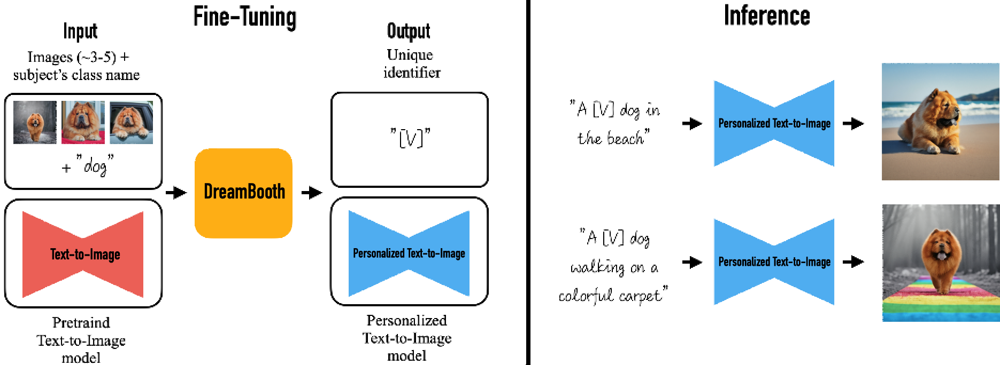 Fine-Tuning
Input
Images (~3-5) +
subject's class name
+ "dog"
Text-to-Image
Pretraind
Text-to-Image
model
DreamBooth
Output
Unique
identifier
"[V]"
Personalized Text-to-Image
Personalized
Text-to-Image
model
Inference
"A [V] dog in
the beach"
Personalized Text-to-Image
"A [V] dog
walking on a
colorful carpet"
Personalized Text-to-Image